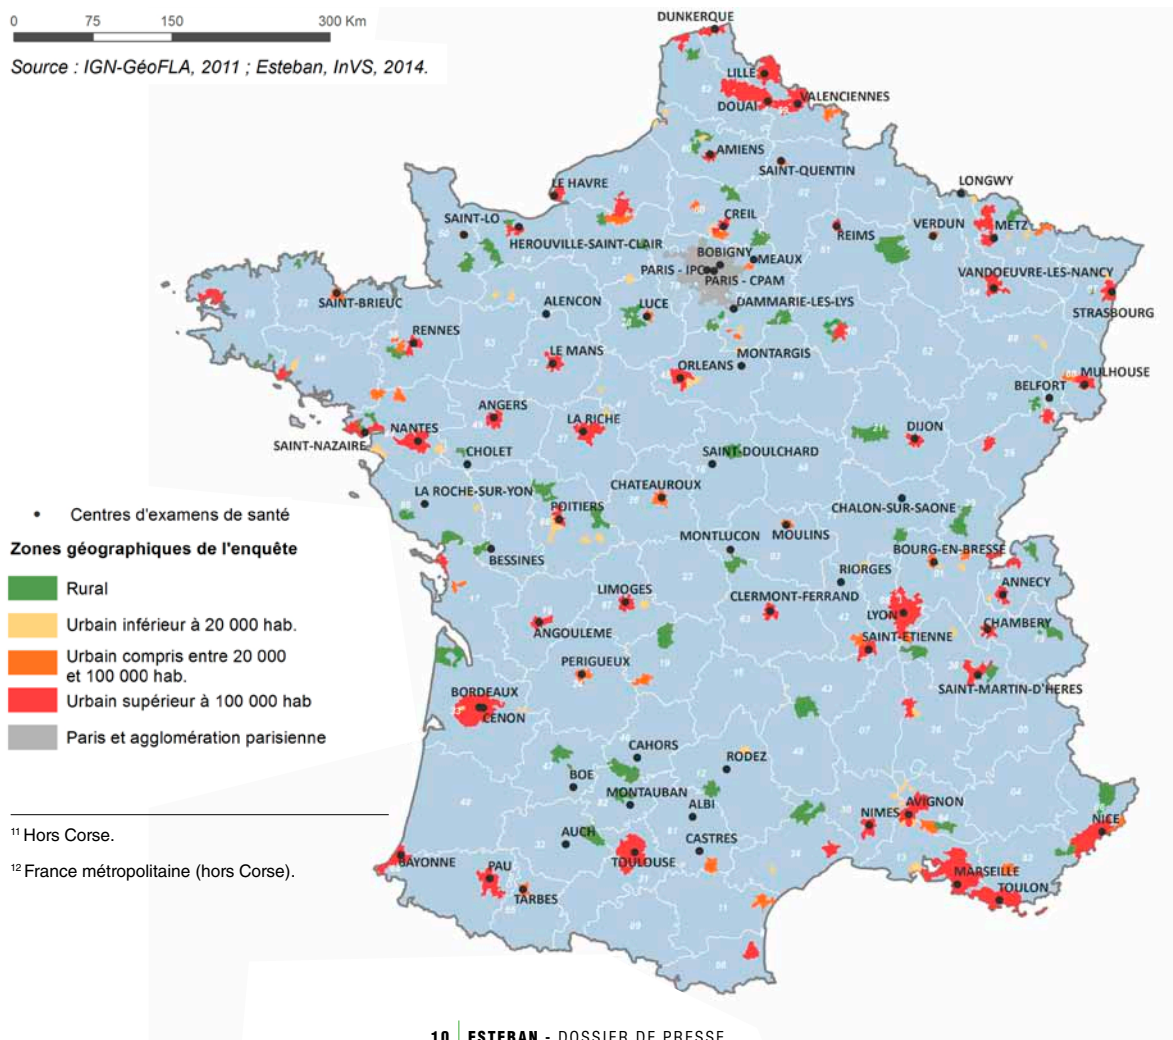 0 75 150 300 Km
Source : IGN-GéoFLA, 2011 ; Esteban, InVS, 2014.
DUNKERQUE
LILLE
DOUAI
VALENCIENNES
AMIENS
SAINT-QUENTIN
LE HAVRE
LONGWY
SAINT-LO
CREIL
VERDUN
METZ
HEROUVILLE-SAINT-CLAIR
REIMS
BOBIGNY
MEAUX
PARIS - IPC
PARIS - CPAM
VANDOEUVRE-LES-NANCY
SAINT-BRIEUC
ALENCON
LUCE
DAMMARIE-LES-LYS
STRASBOURG
RENNES
LE MANS
ORLEANS
MONTARGIS
MULHOUSE
BELFORT
ANGERS
LA RICHE
NANTES
DIJON
SAINT-NAZAIRE
CHOLET
SAINT-DOULCHARD
LA ROCHE-SUR-YON
CHATEAUROUX
POITIERS
CHALON-SUR-SAONE
MONTLUCON
MOULINS
BESSINES
BOURG-EN-BRESSE
RIORGES
ANNECY
LIMOGES
CLERMONT-FERRAND
LYON
CHAMBERY
ANGOULEME
SAINT-ETIENNE
PERIGUEUX
SAINT-MARTIN-D'HERES
BORDEAUX
CENON
CAHORS
RODEZ
BOE
MONTAUBAN
ALBI
AVIGNON
NIMES
NICE
AUCH
CASTRES
BAYONNE
PAU
TOULOUSE
MARSEILLE
TARBES
TOULON
Centres d'examens de santé
Zones géographiques de l'enquête
Rural
Urbain inférieur à 20 000 hab.
Urbain compris entre 20 000
et 100 000 hab.
Urbain supérieur à 100 000 hab
Paris et agglomération parisienne
11 Hors Corse.
12 France métropolitaine (hors Corse).
10 ESTEBAN - DOSSIER DE PRESSE